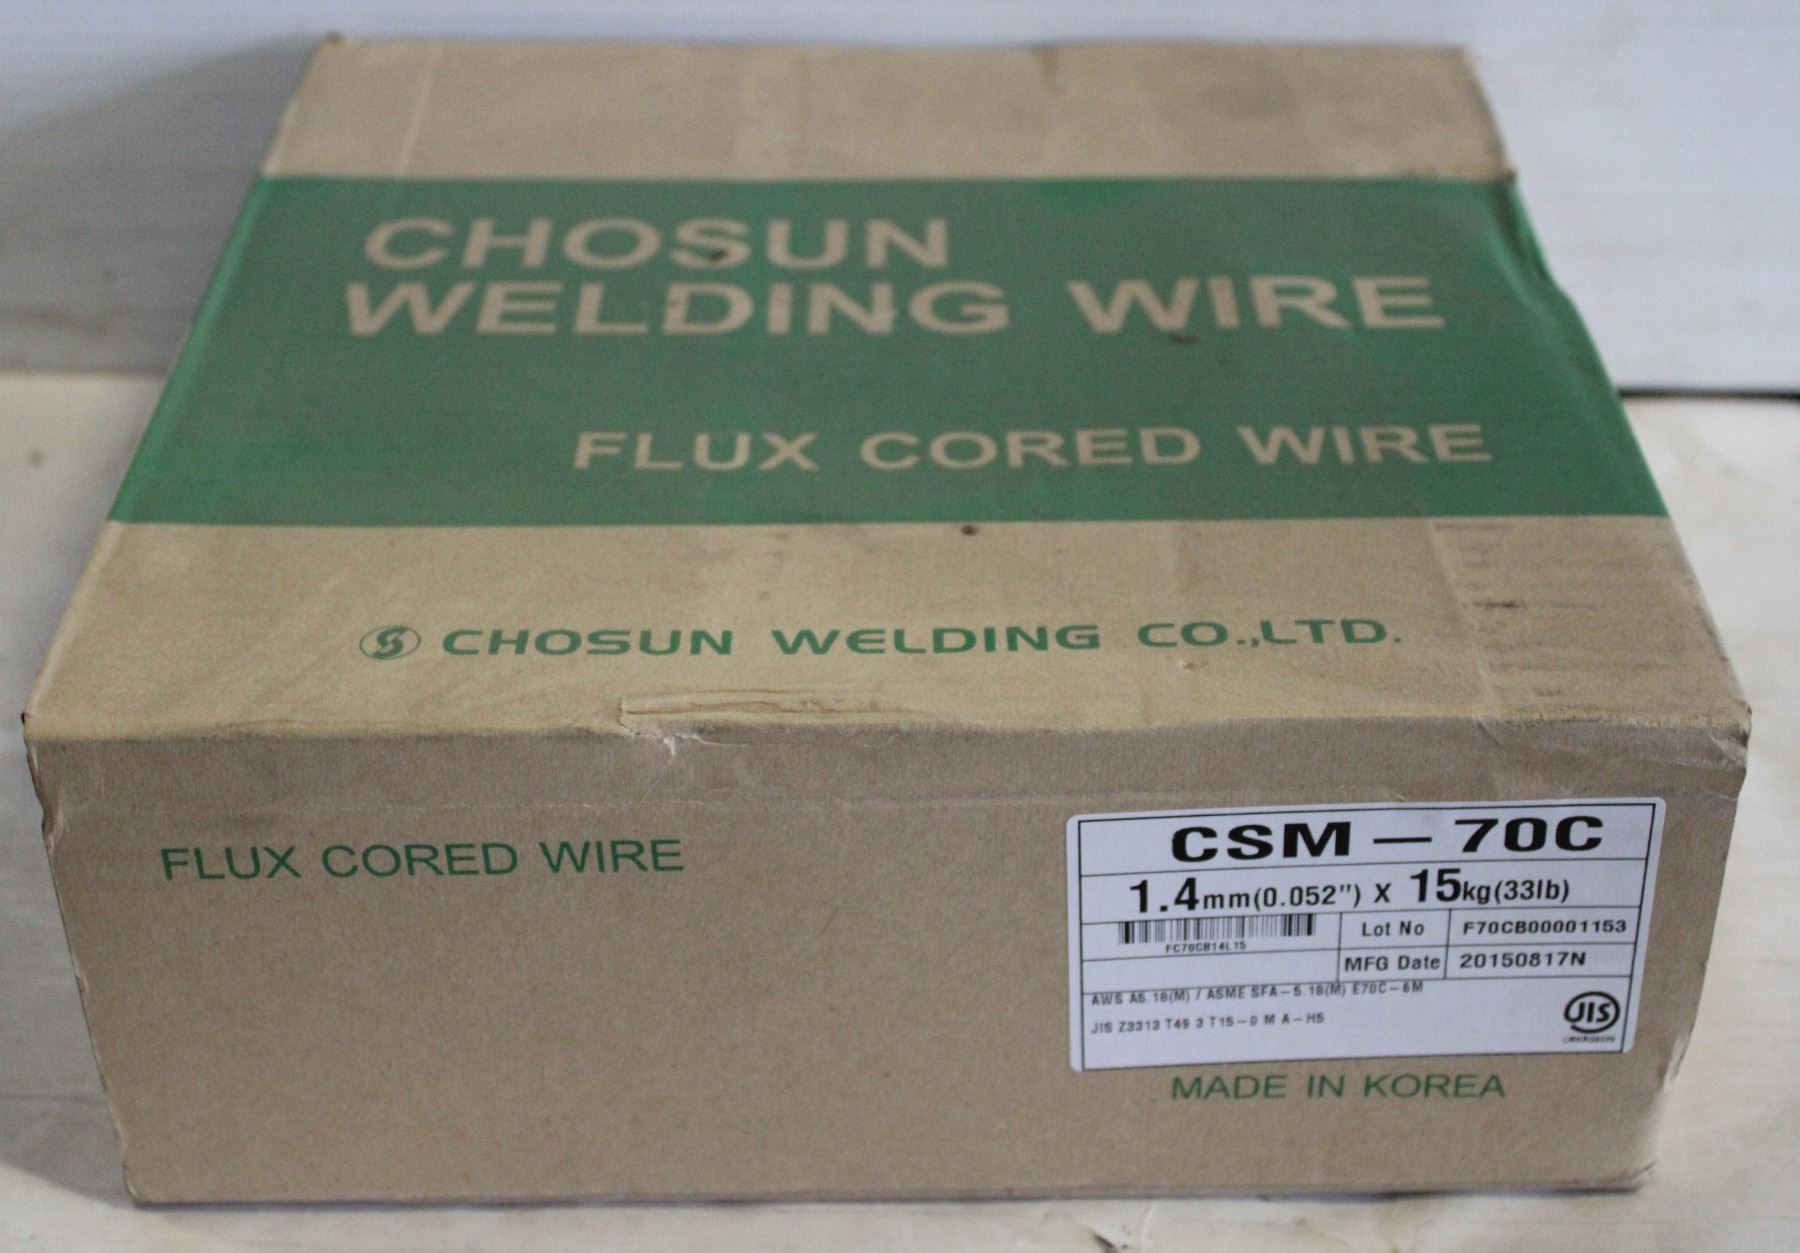 CHOSUN
WELDING WIRE
FLUX CORED WIRE
CHOSUN WELDING CO.,LTD.
FLUX CORED WIRE
CSM-70C
1.4mm(0.052") X 15kg(33lb)
FC70CB14L15
Lot No F70CB00001153
MFG Date 20150817N
AWS A5.18(M) / ASME SFA-5.18(M) E70C-6M
JIS Z3313 T49 3 T15-0 M A-H5
JIS
MADE IN KOREA